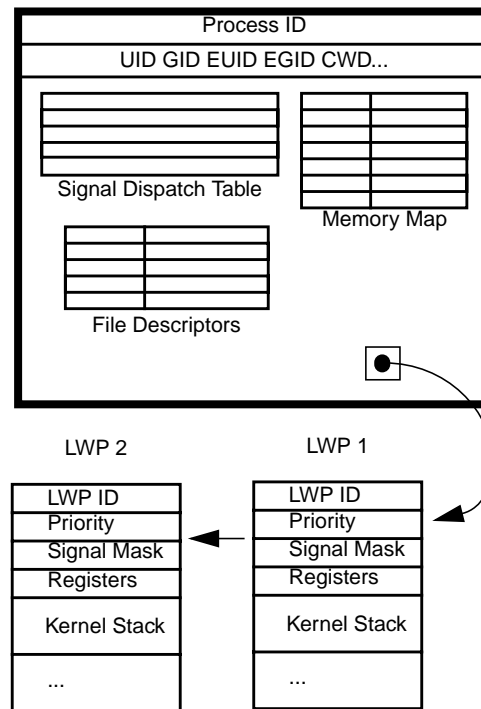 Process ID
UID GID EUID EGID CWD...
Signal Dispatch Table
Memory Map
File Descriptors
LWP 2
LWP 1
LWP ID
Priority
Signal Mask
Registers
Kernel Stack
...
LWP ID
Priority
Signal Mask
Registers
Kernel Stack
...